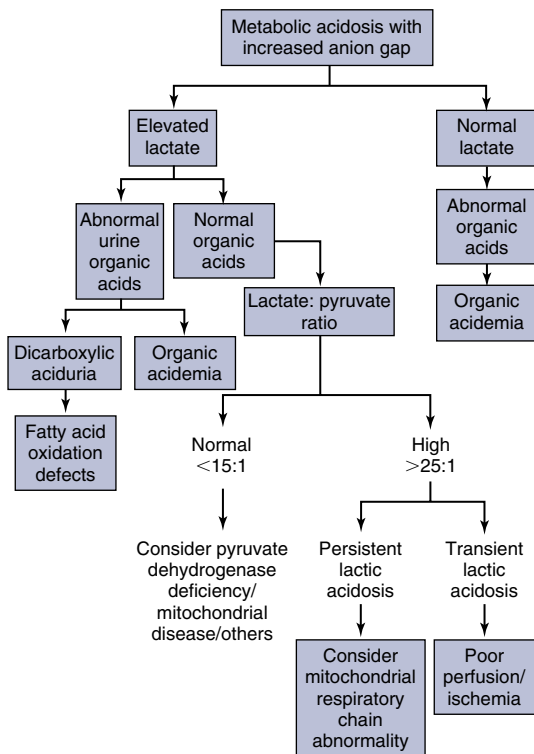 Metabolic acidosis with
increased anion gap
Elevated
lactate
Normal
lactate
Abnormal
urine
organic
acids
Normal
organic
acids
Abnormal
organic
acids
Lactate: pyruvate
ratio
Organic
acidemia
Dicarboxylic
aciduria
Organic
acidemia
Fatty acid
oxidation
defects
Normal
<15:1
High
>25:1
Consider pyruvate
dehydrogenase
deficiency/
mitochondrial
disease/others
Persistent
lactic
acidosis
Transient
lactic
acidosis
Consider
mitochondrial
respiratory
chain
abnormality
Poor
perfusion/
ischemia